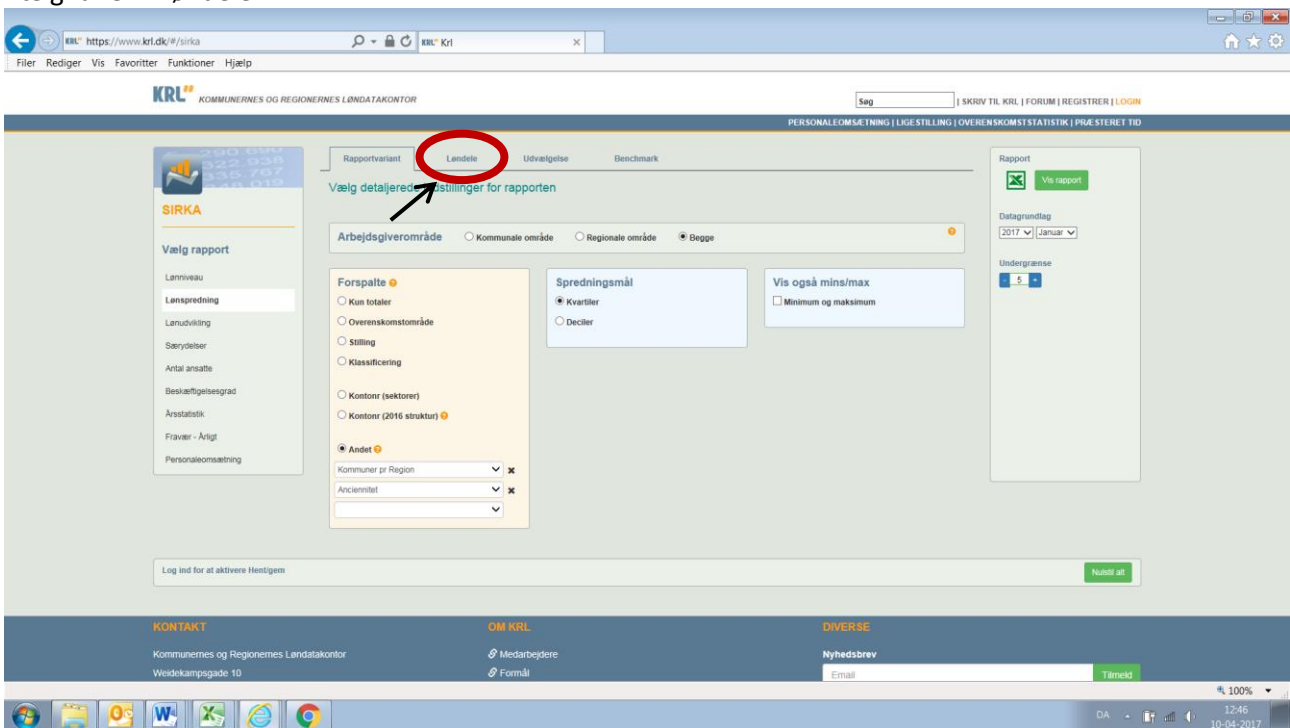 https://www.krl.dk/#/sirka
KRL" Krl
Filer Rediger Vis Favoritter Funktioner Hjælp
KRL KOMMUNERNES OG REGIONERNES LØNDATAKONTOR
Søg | SKRIV TIL KRL | FORUM | REGISTRER | LOGIN
PERSONALEOMSÆTNING | LIGESTILLING | OVERENSKOMSTSTATISTIK | PRÆSTERET TID
Rapportvariant Løndele Udvælgelse Benchmark
Vælg detaljerede indstillinger for rapporten
SIRKA
Vælg rapport
Lønniveau
Lønspredning
Lønudvikling
Særydelser
Antal ansatte
Beskæftigelsesgrad
Årsstatistik
Fravær - Årligt
Personaleomsætning
Arbejdsgiverområde Kommunale område Regionale område Begge
Forspalte
Kun totaler
Overenskomstområde
Stilling
Klassificering
Kontonr (sektorer)
Kontonr (2016 struktur)
Andet
Kommuner pr Region
Anciennitet
Spredningsmål
Kvartiler
Deciler
Vis også mins/max
Minimum og maksimum
Rapport
Vis rapport
Datagrundlag
2017 Januar
Undergrænse
- 5 +
Log ind for at aktivere Hent/gem
Nulstil alt
KONTAKT OM KRL DIVERSE
Kommunernes og Regionernes Løndatakontor Medarbejdere Nyhedsbrev
Weidekampsgade 10 Formål Email Tilmeld
100%
DA 12:46
10-04-2017